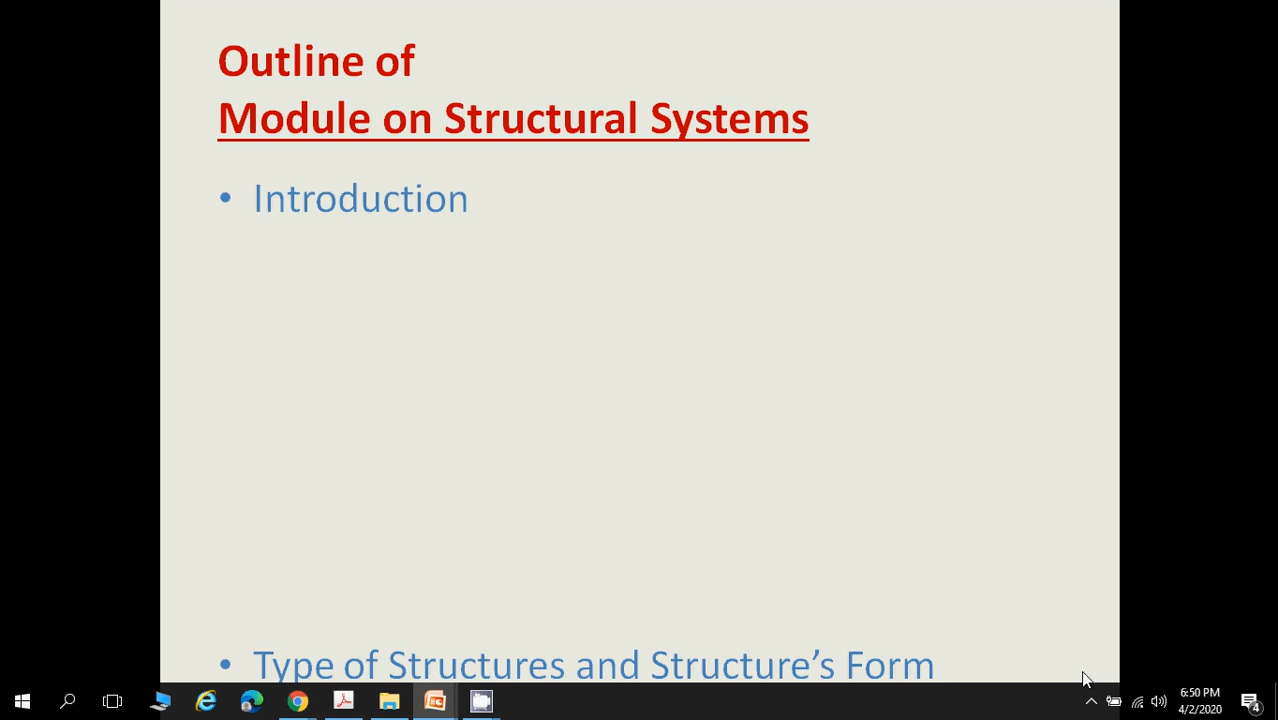 Outline of
Module on Structural Systems
• Introduction
• Type of Structures and Structure's Form
6:50 PM
4/2/2020
4